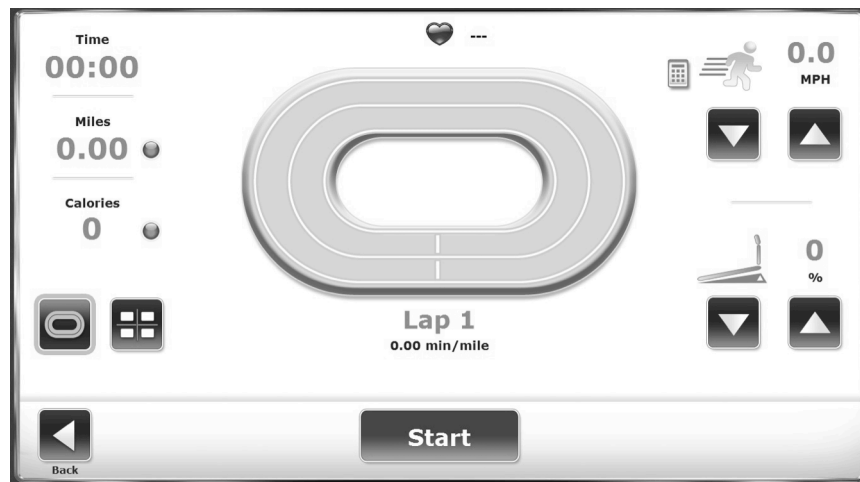 Time
00:00
Miles
0.00
Calories
0
---
0.0
MPH
0
%
Lap 1
0.00 min/mile
Back
Start